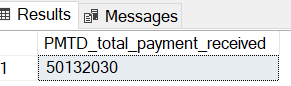 Results Messages
PMTD_total_payment_received
1 50132030